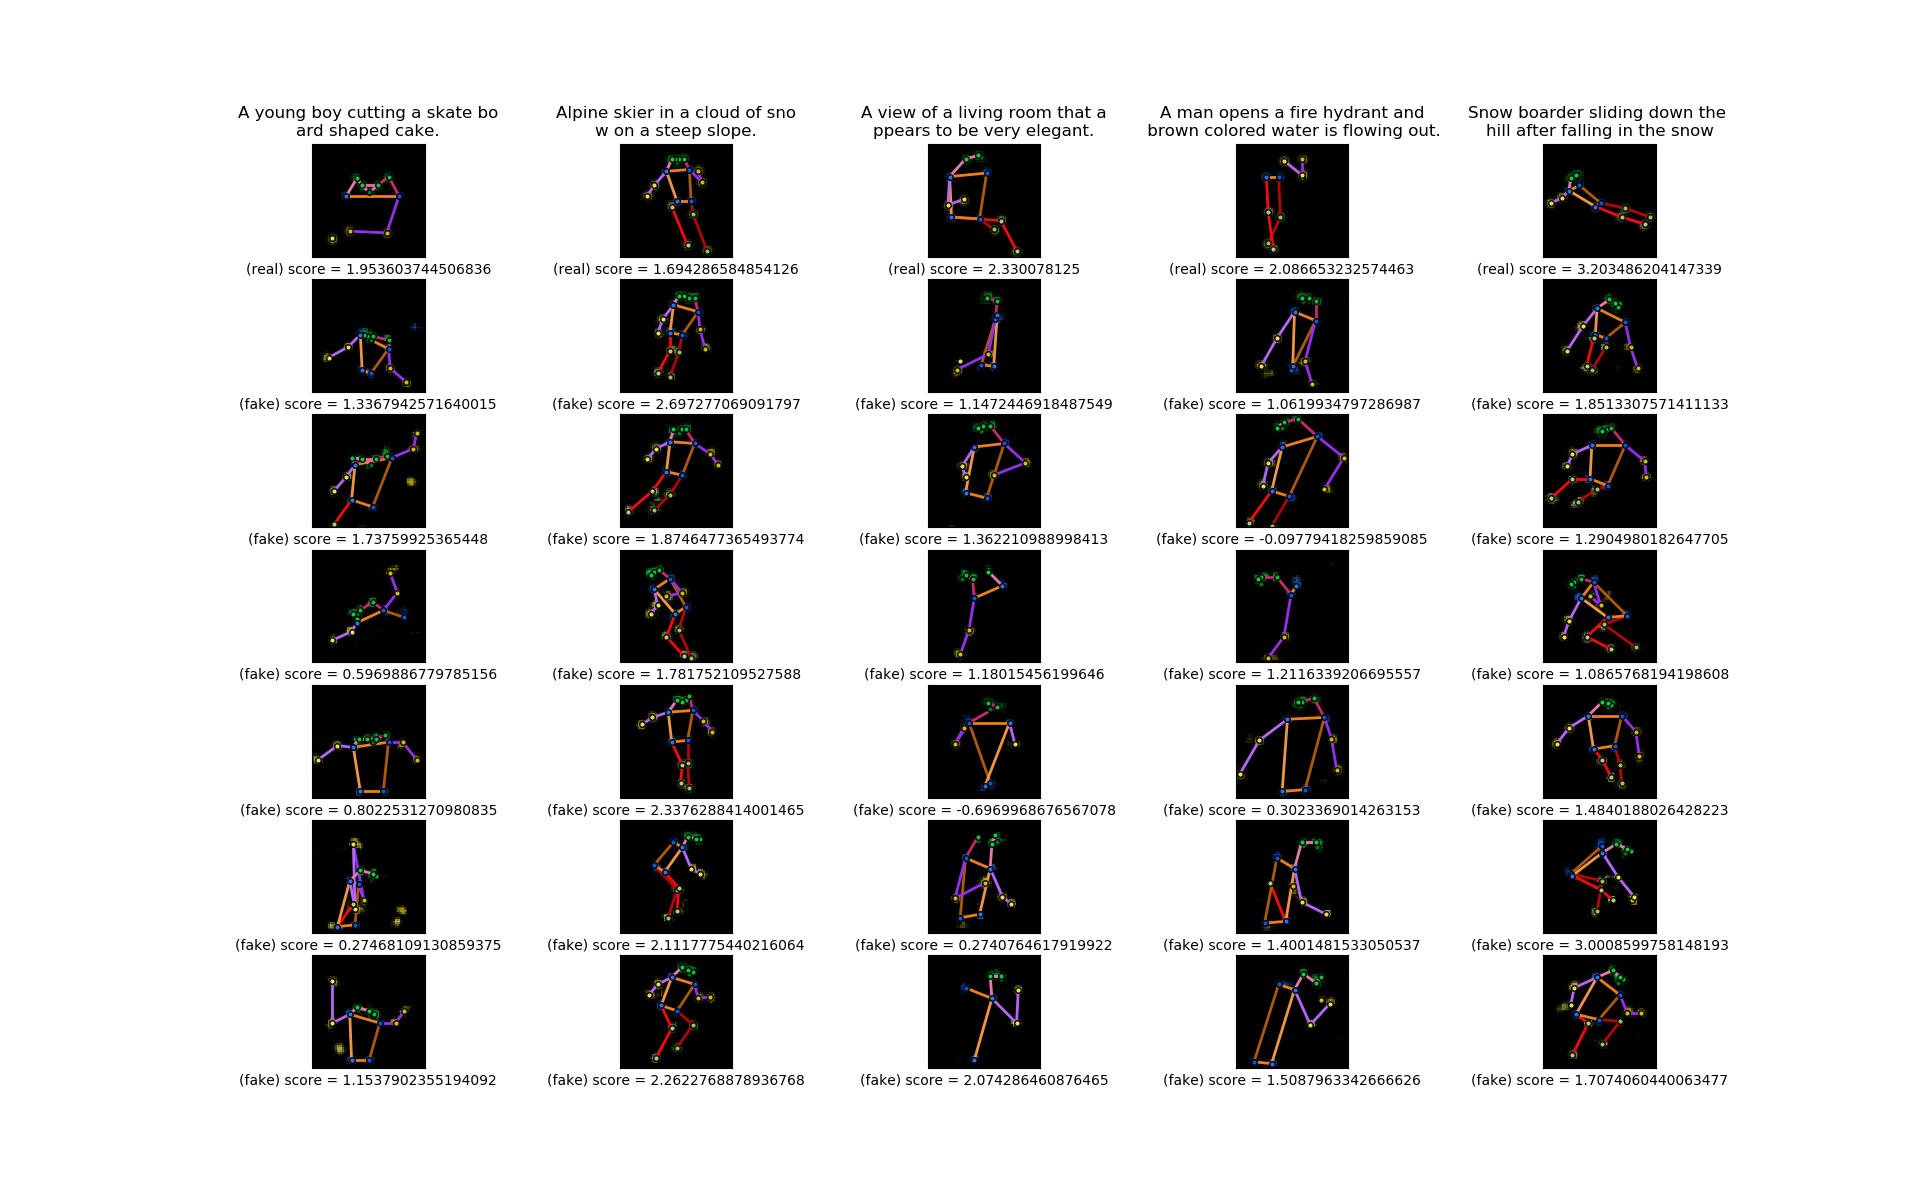 A young boy cutting a skate bo
ard shaped cake.
Alpine skier in a cloud of sno
w on a steep slope.
A view of a living room that a
ppears to be very elegant.
A man opens a fire hydrant and
brown colored water is flowing out.
Snow boarder sliding down the
hill after falling in the snow
(real) score = 1.953603744506836
(real) score = 1.694286584854126
(real) score = 2.330078125
(real) score = 2.086653232574463
(real) score = 3.203486204147339
(fake) score = 1.3367942571640015
(fake) score = 2.697277069091797
(fake) score = 1.1472446918487549
(fake) score = 1.0619934797286987
(fake) score = 1.8513307571411133
(fake) score = 1.73759925365448
(fake) score = 1.8746477365493774
(fake) score = 1.362210988998413
(fake) score = -0.09779418259859085
(fake) score = 1.2904980182647705
(fake) score = 0.5969886779785156
(fake) score = 1.781752109527588
(fake) score = 1.18015456199646
(fake) score = 1.2116339206695557
(fake) score = 1.0865768194198608
(fake) score = 0.8022531270980835
(fake) score = 2.3376288414001465
(fake) score = -0.6969968676567078
(fake) score = 0.3023369014263153
(fake) score = 1.4840188026428223
(fake) score = 0.27468109130859375
(fake) score = 2.1117775440216064
(fake) score = 0.2740764617919922
(fake) score = 1.4001481533050537
(fake) score = 3.0008599758148193
(fake) score = 1.1537902355194092
(fake) score = 2.2622768878936768
(fake) score = 2.074286460876465
(fake) score = 1.5087963342666626
(fake) score = 1.7074060440063477